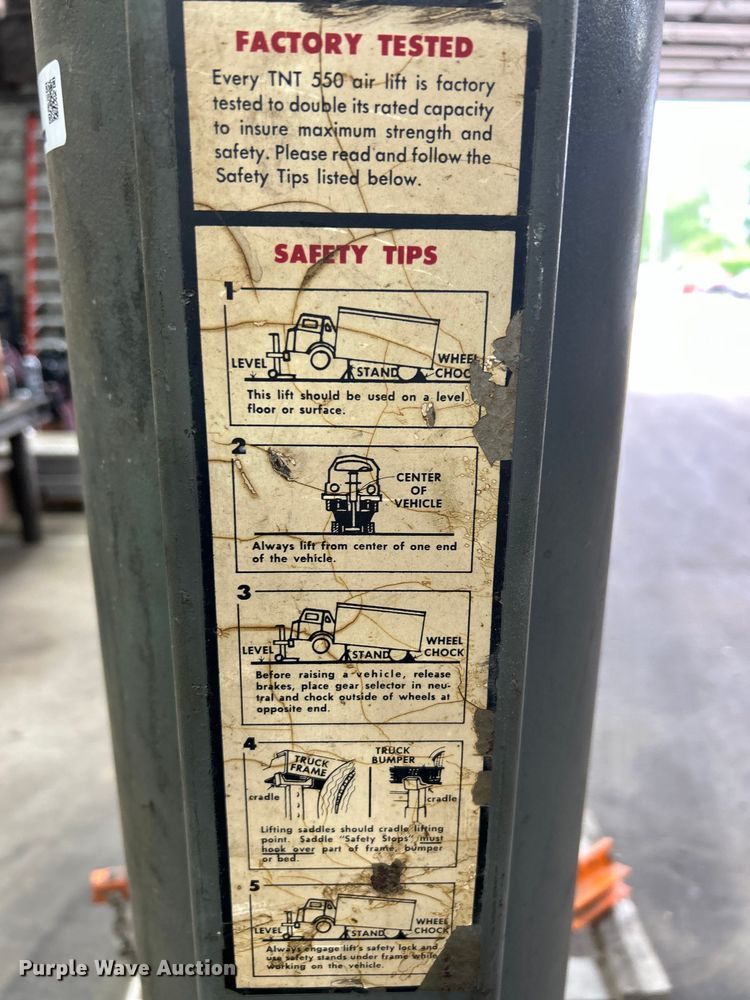 FACTORY TESTED
Every TNT 550 air lift is factory
tested to double its rated capacity
to insure maximum strength and
safety. Please read and follow the
Safety Tips listed below.
SAFETY TIPS
1
LEVEL
STAND
WHEEL
CHOC
This lift should be used on a level
floor or surface.
2
CENTER
OF
VEHICLE
Always lift from center of one end
of the vehicle.
3
LEVEL
STAND
WHEEL
CHOCK
Before raising a vehicle, release
brakes, place gear selector in neu-
tral and chock outside of wheels at
opposite end.
4
TRUCK
FRAME
cradle
TRUCK
BUMPER
cradle
Lifting saddles should cradle lifting
point. Saddle "Safety Stops" must
hook over part of frame, bumper
or bed.
5
LEVEL
STAND
WHEEL
CHOCK
Always engage lift's safety lock and
use safety stands under frame while
working on the vehicle.
Purple Wave Auction